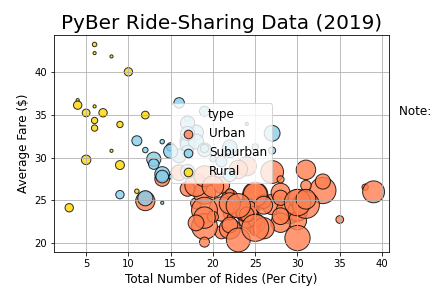 PyBer Ride-Sharing Data (2019)
Average Fare ($)
40
35
30
25
20
type
Urban
Suburban
Rural
Note:
5 10 15 20 25 30 35 40
Total Number of Rides (Per City)